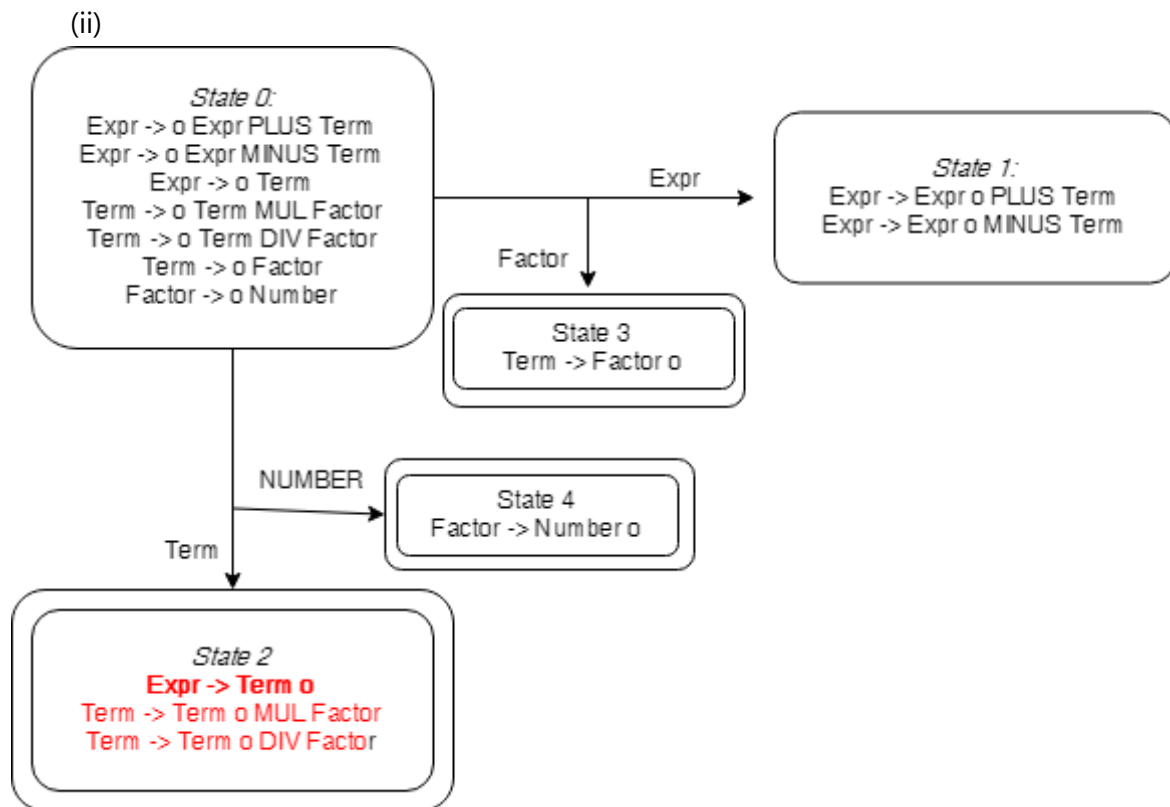 (ii)
State 0:
Expr -> o Expr PLUS Term
Expr -> o Expr MINUS Term
Expr -> o Term
Term -> o Term MUL Factor
Term -> o Term DIV Factor
Term -> o Factor
Factor -> o Number
Expr
State 1:
Expr -> Expr o PLUS Term
Expr -> Expr o MINUS Term
Factor
State 3
Term -> Factor o
NUMBER
State 4
Factor -> Number o
Term
State 2
Expr -> Term o
Term -> Term o MUL Factor
Term -> Term o DIV Factor